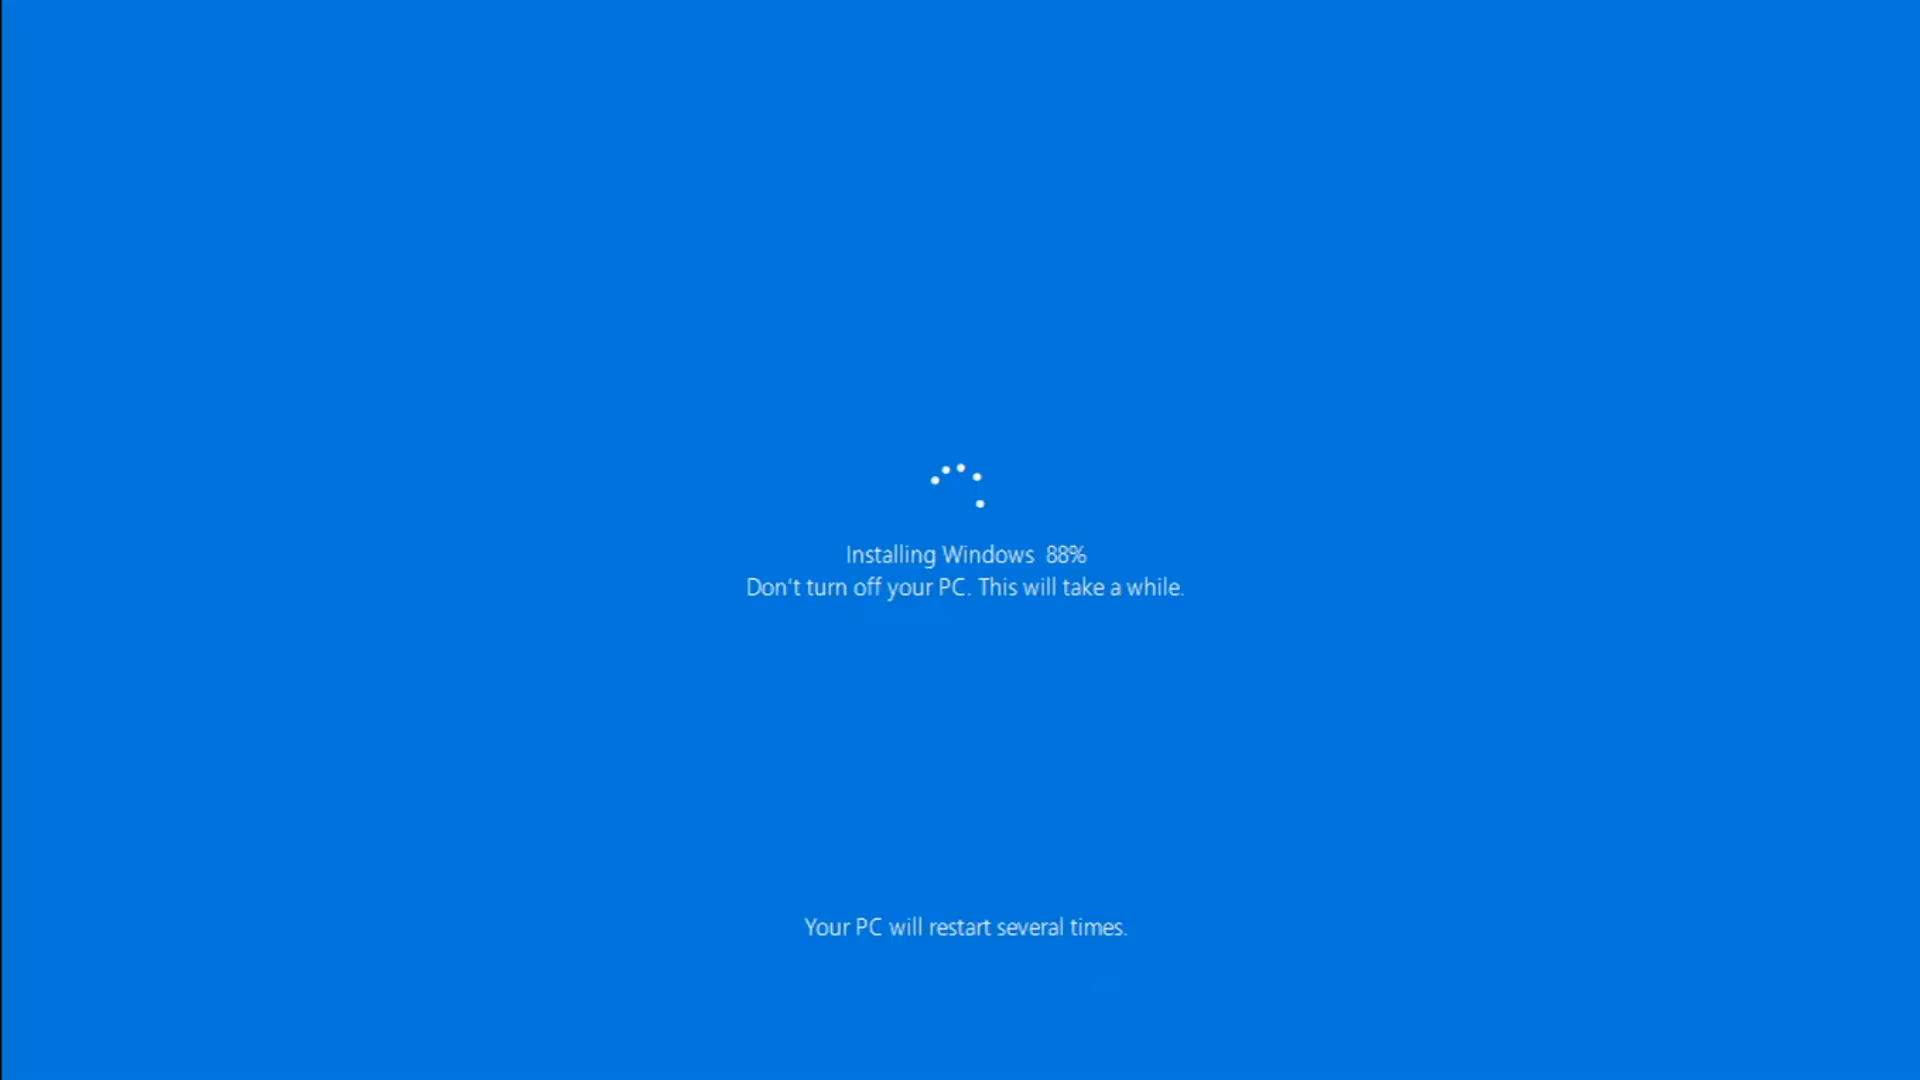 Installing Windows  88%
Don't turn off your PC. This will take a while.
Your PC will restart several times.